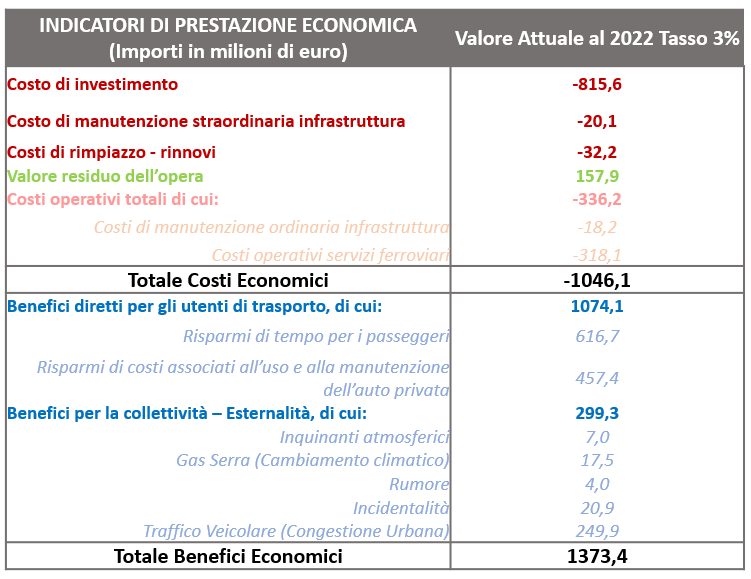 INDICATORI DI PRESTAZIONE ECONOMICA
(Importi in milioni di euro)
Valore Attuale al 2022 Tasso 3%
Costo di investimento -815,6
Costo di manutenzione straordinaria infrastruttura -20,1
Costi di rimpiazzo - rinnovi -32,2
Valore residuo dell'opera 157,9
Costi operativi totali di cui: -336,2
Costi di manutenzione ordinaria infrastruttura -18,2
Costi operativi servizi ferroviari -318,1
Totale Costi Economici -1046,1
Benefici diretti per gli utenti di trasporto, di cui: 1074,1
Risparmi di tempo per i passeggeri 616,7
Risparmi di costi associati all'uso e alla manutenzione
dell'auto privata 457,4
Benefici per la collettività – Esternalità, di cui: 299,3
Inquinanti atmosferici 7,0
Gas Serra (Cambiamento climatico) 17,5
Rumore 4,0
Incidentalità 20,9
Traffico Veicolare (Congestione Urbana) 249,9
Totale Benefici Economici 1373,4